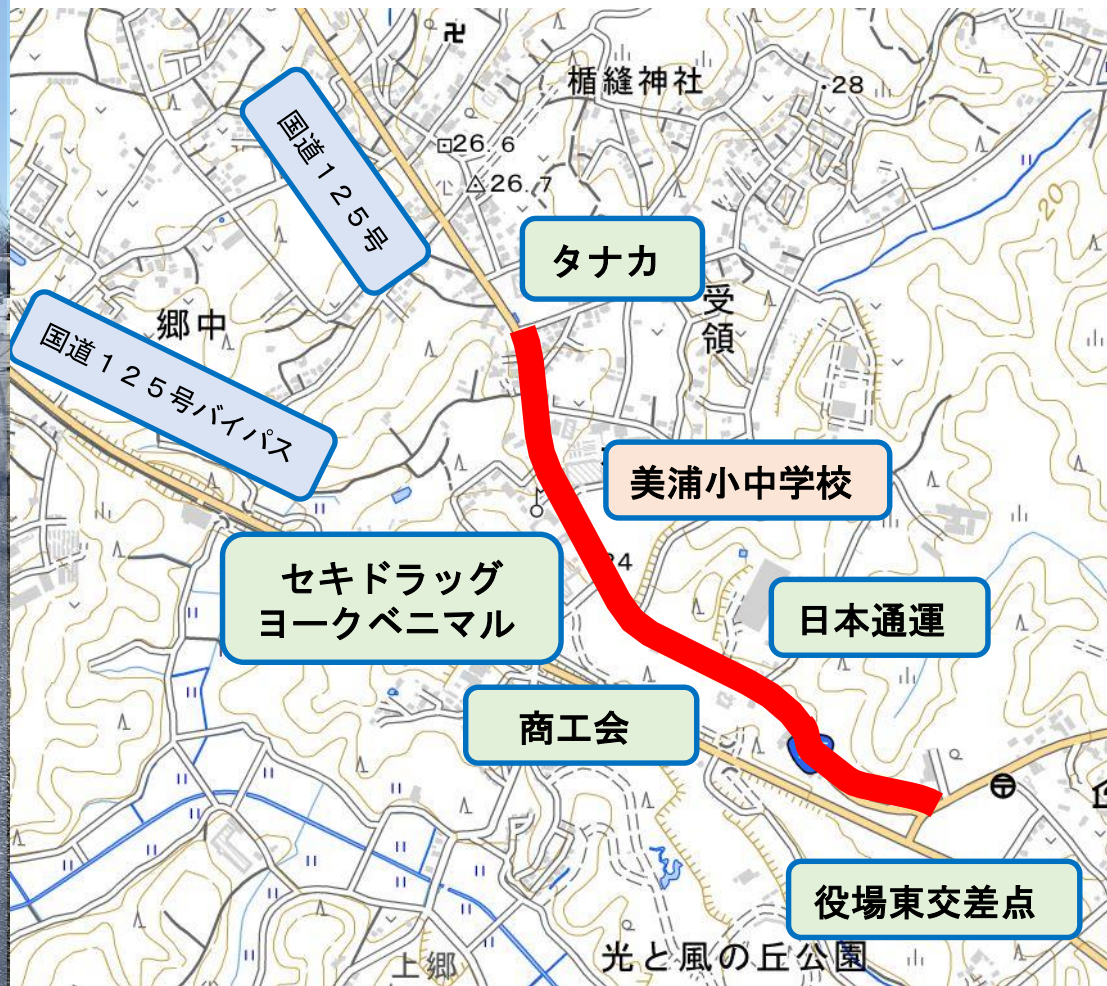 楯縫神社
28
国道125号
26.6
26.7
20
タナカ
受領
郷中
国道125号バイパス
美浦小中学校
24
セキドラッグ
ヨークベニマル
日本通運
商工会
役場東交差点
光と風の丘公園
上郷